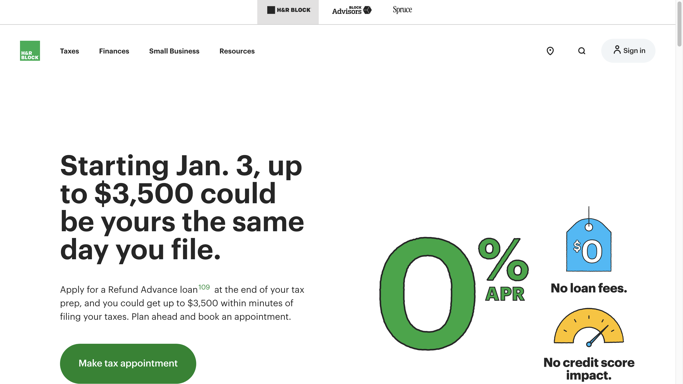 H&R BLOCK
BLOCK
Advisors
Spruce
H&R
BLOCK
Taxes
Finances
Small Business
Resources
Sign in
Starting Jan. 3, up
to $3,500 could
be yours the same
day you file.
Apply for a Refund Advance loan109 at the end of your tax
prep, and you could get up to $3,500 within minutes of
filing your taxes. Plan ahead and book an appointment.
Make tax appointment
0%
APR
$0
No loan fees.
No credit score
impact.